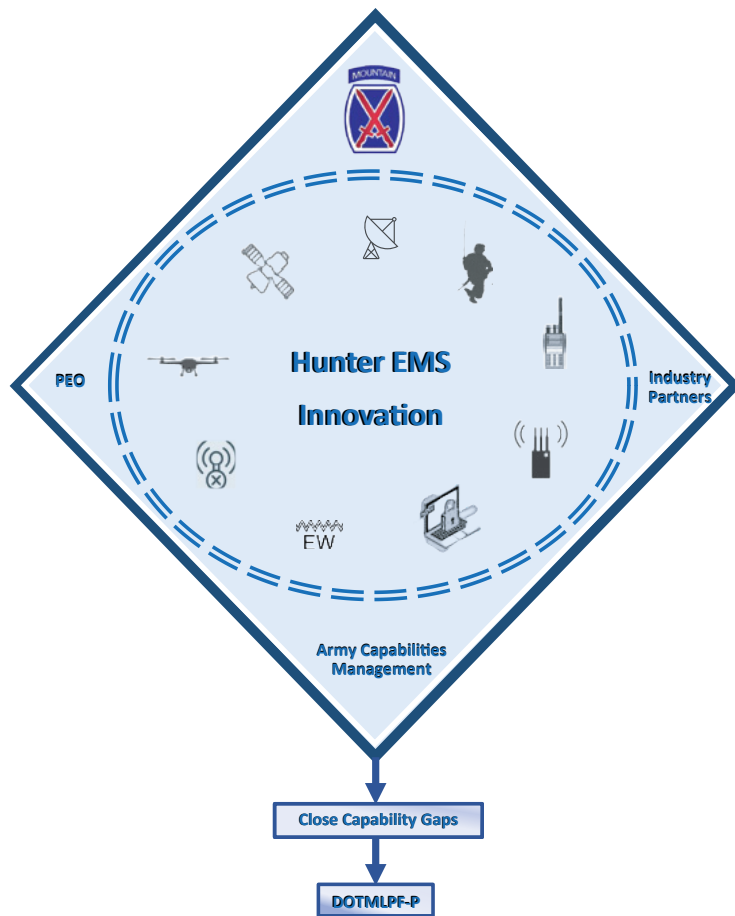 MOUNTAIN
Hunter EMS
Innovation
PEO
Industry
Partners
EW
Army Capabilities
Management
Close Capability Gaps
DOTMLPF-P